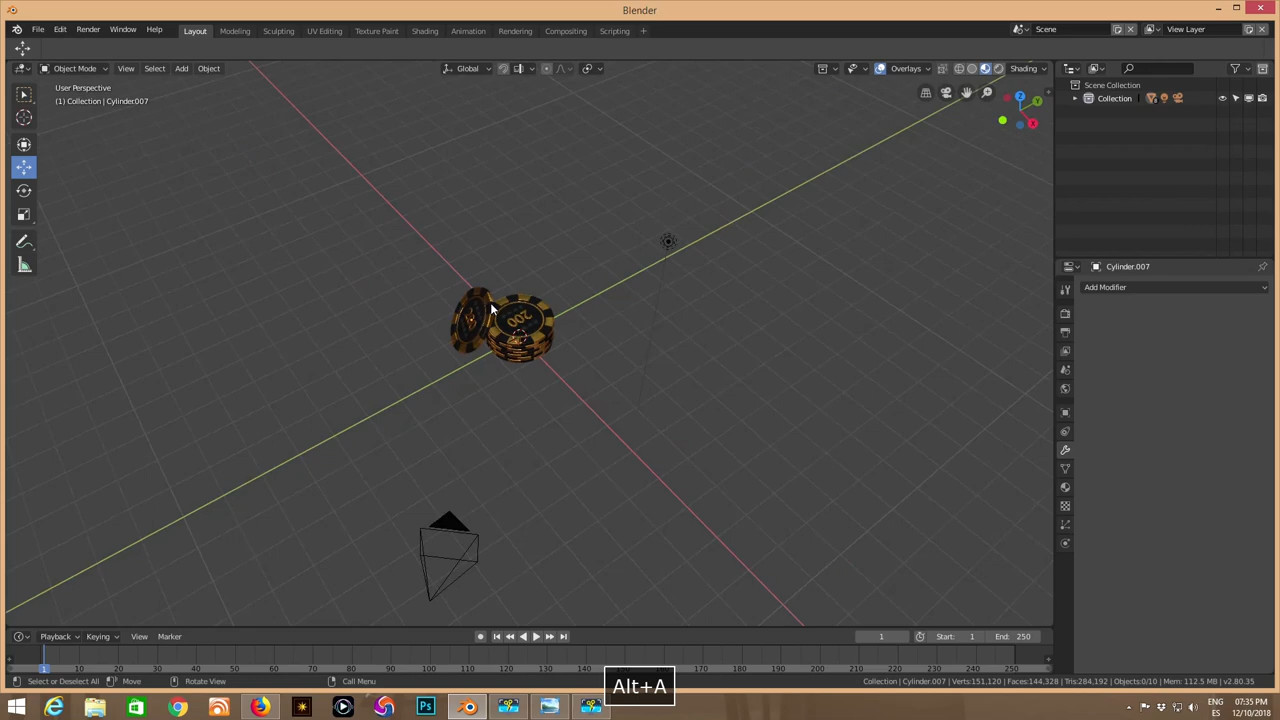 Blender
File Edit Render Window Help Layout Modeling Sculpting UV Editing Texture Paint Shading Animation Rendering Compositing Scripting + Scene View Layer
Object Mode View Select Add Object Global Overlays Shading
User Perspective
(1) Collection | Cylinder.007
Z
Y
X
Scene Collection
Collection
Cylinder.007
Add Modifier
200
Playback Keying View Marker 1 Start: 1 End: 250
1 10 20 30 40 50 60 70 80 90 100 110 120 130 140 150 170 180 190 200 210 220 230 240 250
Select or Deselect All Move Rotate View Call Menu Collection | Cylinder.007 | Verts:151,120 | Faces:144,328 | Tris:284,192 | Objects:0/10 | Mem: 112.5 MB | v2.80.35
Alt+A
Ps
ENG
ES
07:35 PM
12/10/2018